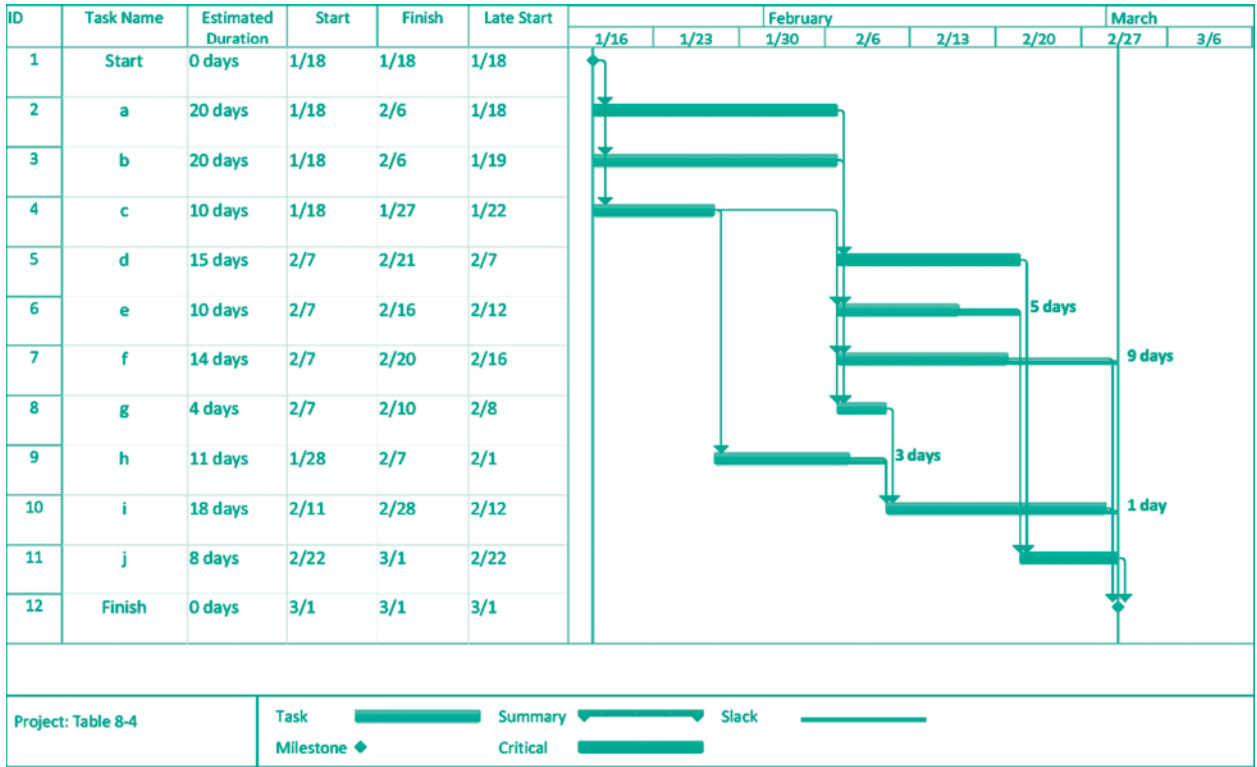 ID Task Name Estimated Duration Start Finish Late Start February March
1/16 1/23 1/30 2/6 2/13 2/20 2/27 3/6
1 Start 0 days 1/18 1/18 1/18
2 a 20 days 1/18 2/6 1/18
3 b 20 days 1/18 2/6 1/19
4 c 10 days 1/18 1/27 1/22
5 d 15 days 2/7 2/21 2/7
6 e 10 days 2/7 2/16 2/12 5 days
7 f 14 days 2/7 2/20 2/16 9 days
8 g 4 days 2/7 2/10 2/8
9 h 11 days 1/28 2/7 2/1 3 days
10 i 18 days 2/11 2/28 2/12 1 day
11 j 8 days 2/22 3/1 2/22
12 Finish 0 days 3/1 3/1 3/1
Project: Table 8-4
Task Summary Slack
Milestone Critical